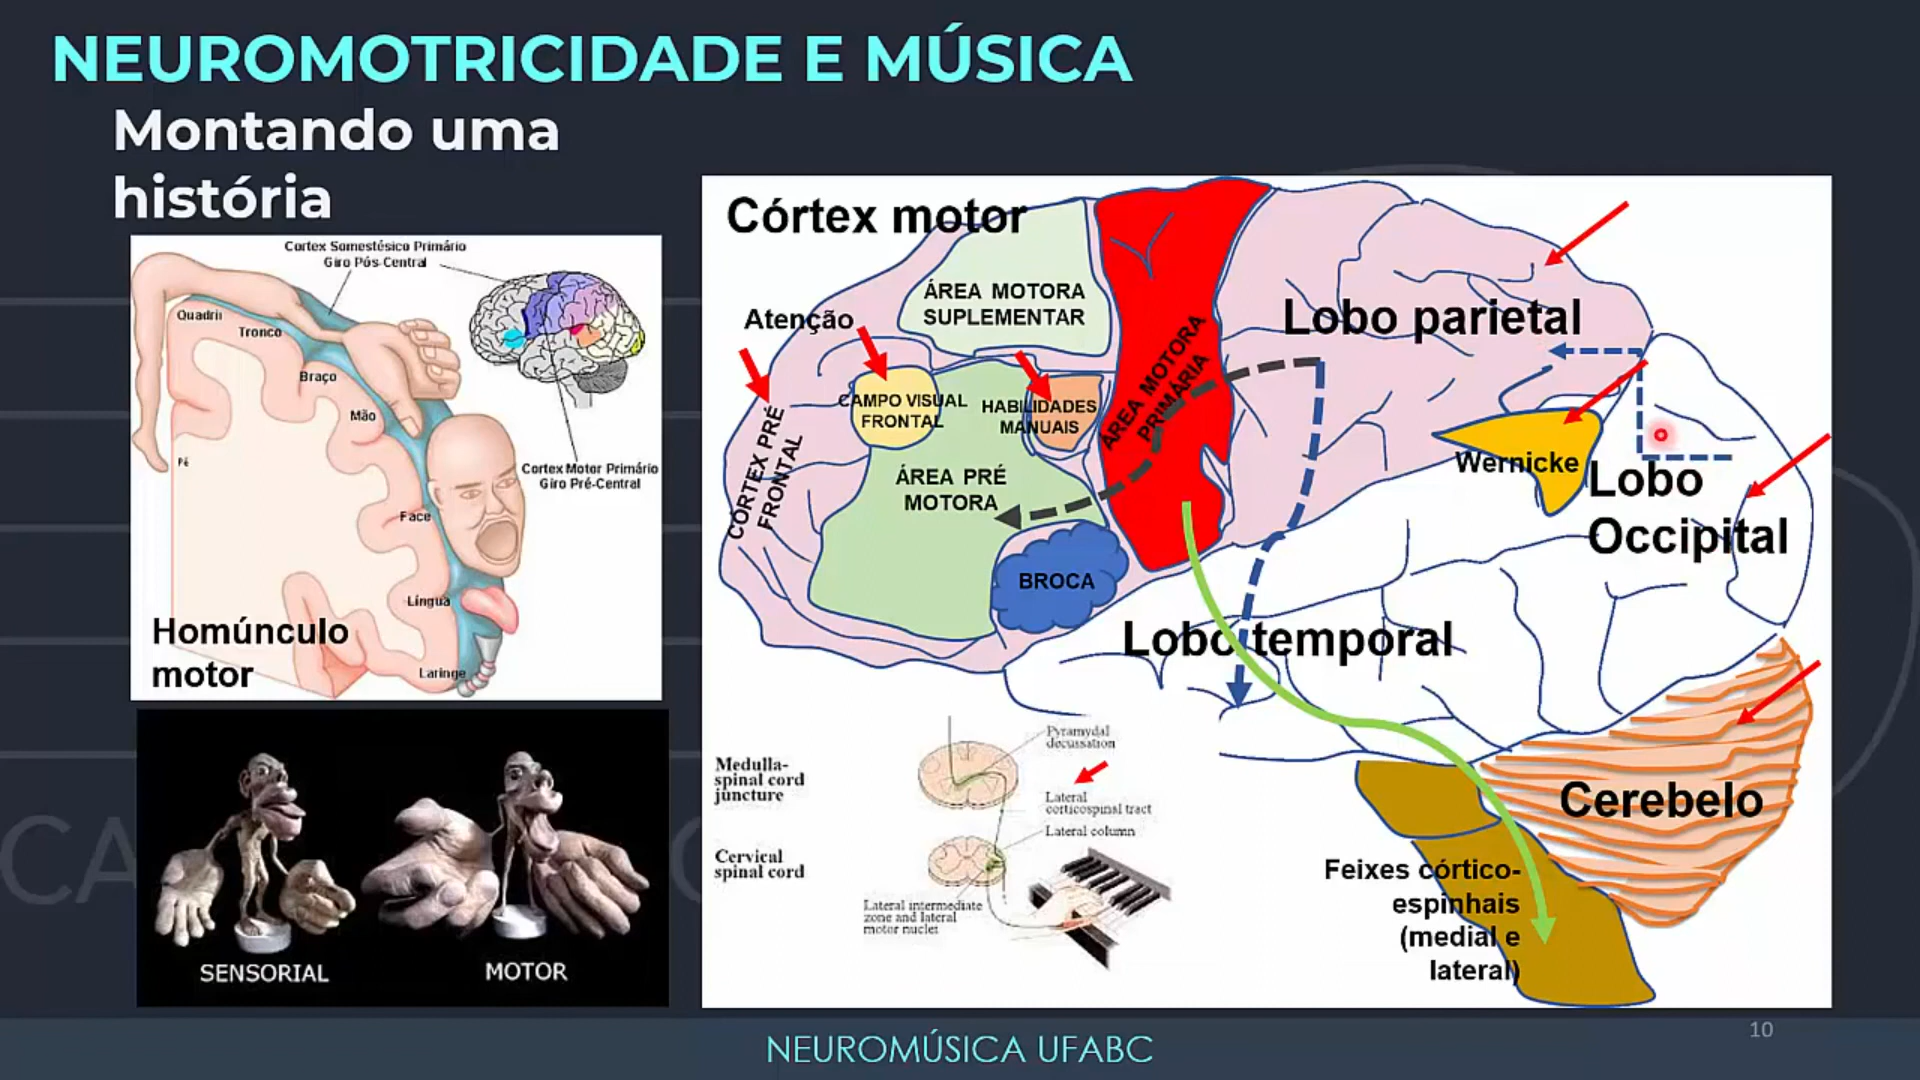 NEUROMOTRICIDADE E MÚSICA
Montando uma
história
Cortex Somestésico Primário
Giro Pós-Central
Quadril
Tronco
Braço
Mão
Pé
Cortex Motor Primário
Giro Pré-Central
Face
Língua
Laringe
Homúnculo
motor
SENSORIAL
MOTOR
Córtex motor
ÁREA MOTORA
SUPLEMENTAR
Atenção
CAMPO VISUAL
FRONTAL
HABILIDADES
MANUAIS
ÁREA MOTORA
PRIMÁRIA
CÓRTEX PRÉ
FRONTAL
ÁREA PRÉ
MOTORA
BROCA
Lobo parietal
Wernicke
Lobo
Occipital
Lobo temporal
Cerebelo
Feixes córtico-
espinhais
(medial e
lateral)
Medulla-
spinal cord
juncture
Pyramydal
decussation
Lateral
corticospinal tract
Lateral column
Cervical
spinal cord
Lateral intermediate
zone and lateral
motor nuclet
NEUROMÚSICA UFABC
10
CA